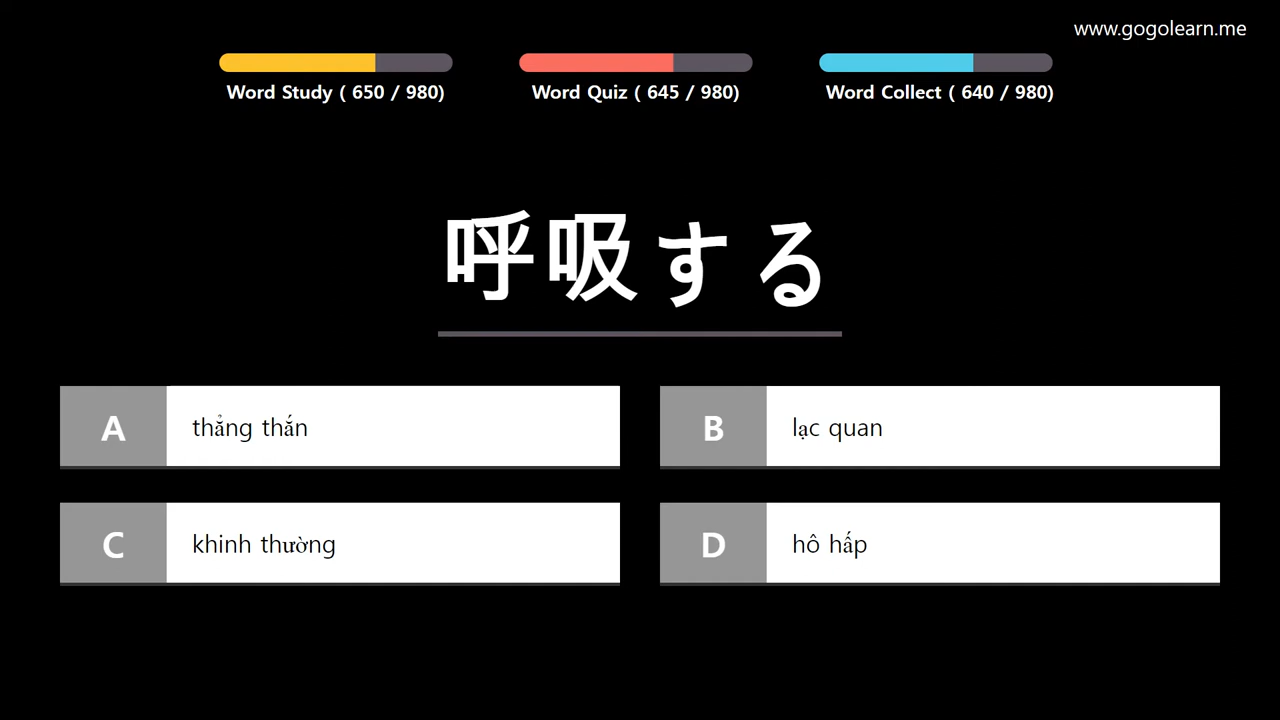 www.gogolearn.me
Word Study ( 650 / 980)
Word Quiz ( 645 / 980)
Word Collect ( 640 / 980)
呼吸する
A thẳng thắn
B lạc quan
C khinh thường
D hô hấp